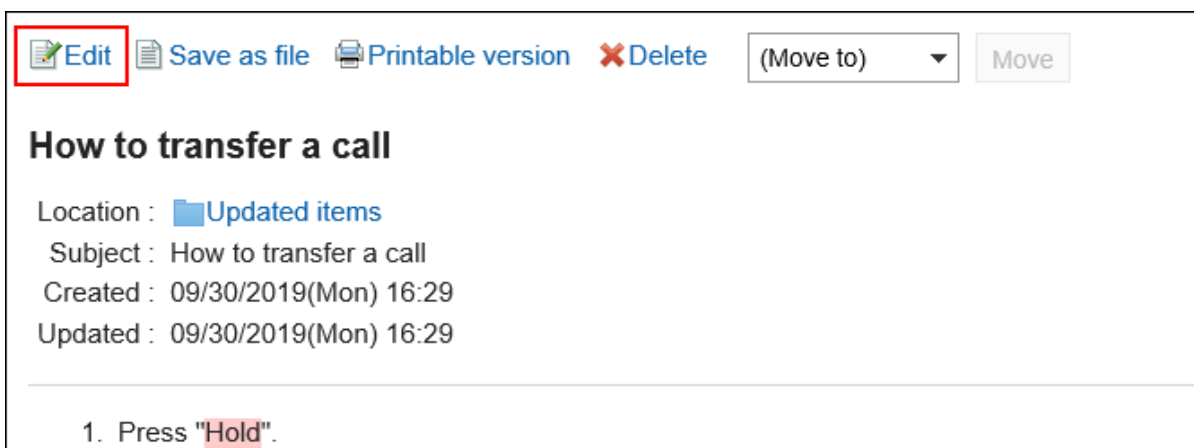 Edit Save as file Printable version Delete (Move to) Move
How to transfer a call
Location : Updated items
Subject : How to transfer a call
Created : 09/30/2019(Mon) 16:29
Updated : 09/30/2019(Mon) 16:29
1. Press "Hold".